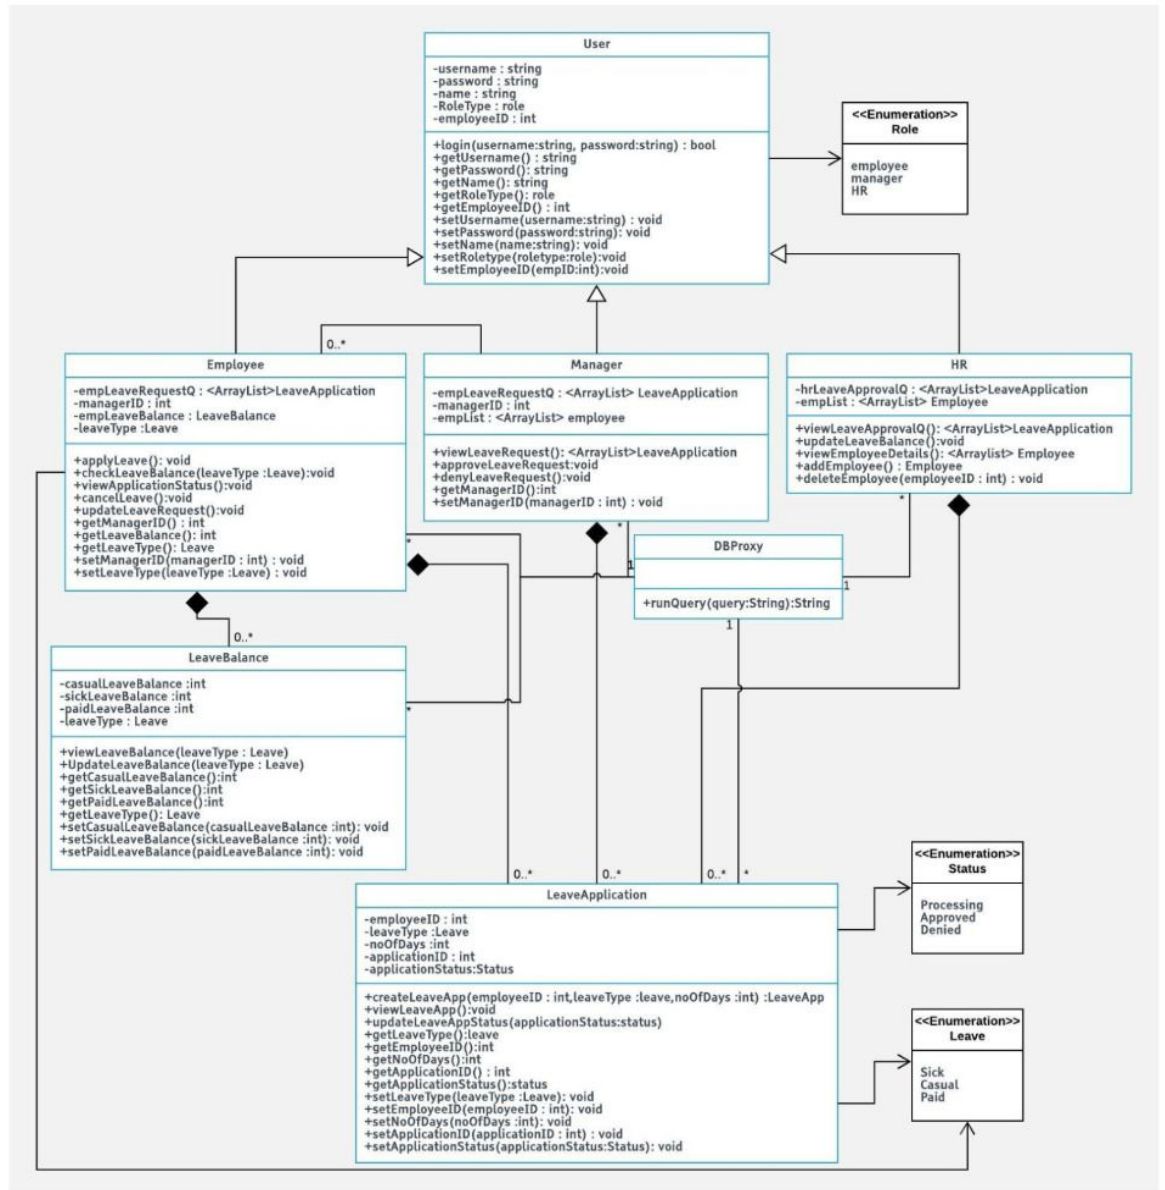 User
-username : string
-password : string
-name : string
-RoleType : role
-employeeID : int
+login(username:string, password:string) : bool
+getUsername() : string
+getPassword(): string
+getName(): string
+getRoleType(): role
+getEmployeeID() : int
+setUsername(username:string) : void
+setPassword(password:string): void
+setName(name:string): void
+setRoletype(roletype:role):void
+setEmployeeID(empID:int):void
<<Enumeration>>
Role
employee
manager
HR
0..*
Employee
-empLeaveRequestQ : <ArrayList>LeaveApplication
-managerID : int
-empLeaveBalance : LeaveBalance
-leaveType :Leave
+applyLeave(): void
+checkLeaveBalance(leaveType :Leave):void
+viewApplicationStatus():void
+cancelLeave():void
+updateLeaveRequest():void
+getManagerID() : int
+getLeaveBalance(): int
+getLeaveType(): Leave
+setManagerID(managerID : int) : void
+setLeaveType(leaveType :Leave) : void
Manager
-empLeaveRequestQ : <ArrayList> LeaveApplication
-managerID : int
-empList : <ArrayList> employee
+viewLeaveRequest(): <ArrayList>LeaveApplication
+approveLeaveRequest:void
+denyLeaveRequest():void
+getManagerID():int
+setManagerID(managerID : int) : void
HR
-hrLeaveApprovalQ : <ArrayList>LeaveApplication
-empList : <ArrayList> Employee
+viewLeaveApprovalQ(): <ArrayList>LeaveApplication
+updateLeaveBalance():void
+viewEmployeeDetails(): <Arraylist> Employee
+addEmployee() : Employee
+deleteEmployee(employeeID : int) : void
*
*
*
DBProxy
+runQuery(query:String):String
1
1
1
0..*
LeaveBalance
-casualLeaveBalance :int
-sickLeaveBalance :int
-paidLeaveBalance :int
-leaveType : Leave
+viewLeaveBalance(leaveType : Leave)
+UpdateLeaveBalance(leaveType : Leave)
+getCasualLeaveBalance():int
+getSickLeaveBalance():int
+getPaidLeaveBalance():int
+getLeaveType(): Leave
+setCasualLeaveBalance(casualLeaveBalance :int): void
+setSickLeaveBalance(sickLeaveBalance :int): void
+setPaidLeaveBalance(paidLeaveBalance :int): void
*
0..*
0..*
0..*
*
LeaveApplication
-employeeID : int
-leaveType :Leave
-noOfDays :int
-applicationID : int
-applicationStatus:Status
+createLeaveApp(employeeID : int,leaveType :leave,noOfDays :int) :LeaveApp
+viewLeaveApp():void
+updateLeaveAppStatus(applicationStatus:status)
+getLeaveType():leave
+getEmployeeID():int
+getNoOfDays():int
+getApplicationID() : int
+getApplicationStatus():status
+setLeaveType(leaveType :Leave): void
+setEmployeeID(employeeID : int): void
+setNoOfDays(noOfDays :int): void
+setApplicationID(applicationID : int) : void
+setApplicationStatus(applicationStatus:Status): void
<<Enumeration>>
Status
Processing
Approved
Denied
<<Enumeration>>
Leave
Sick
Casual
Paid